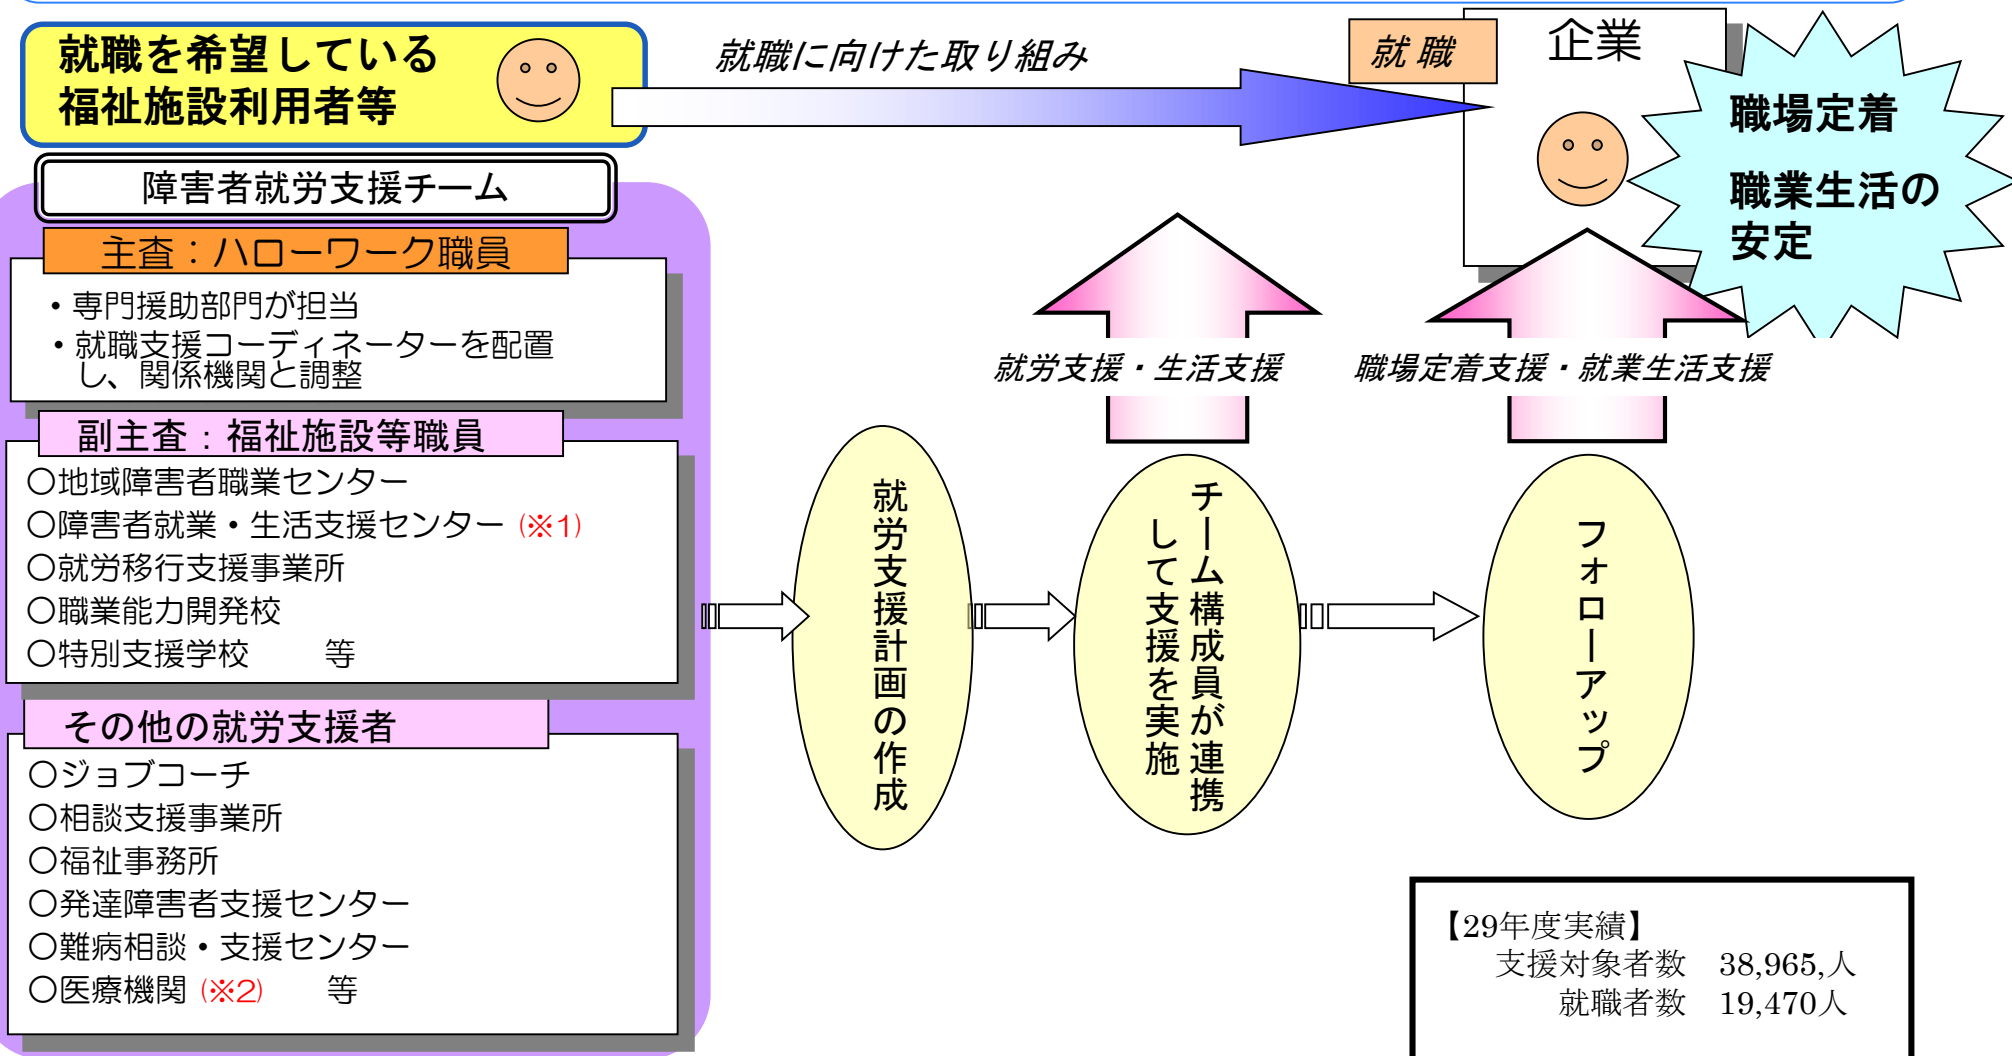 就職を希望している
福祉施設利用者等
就職に向けた取り組み
就職
企業
職場定着
職業生活の
安定
障害者就労支援チーム
主査：ハローワーク職員
・専門援助部門が担当
・就職支援コーディネーターを配置
し、関係機関と調整
副主査：福祉施設等職員
○地域障害者職業センター
○障害者就業・生活支援センター (※1)
○就労移行支援事業所
○職業能力開発校
○特別支援学校　　等
その他の就労支援者
○ジョブコーチ
○相談支援事業所
○福祉事務所
○発達障害者支援センター
○難病相談・支援センター
○医療機関 (※2)　　等
就労支援・生活支援
職場定着支援・就業生活支援
就労支援計画の作成
チーム構成員が連携
して支援を実施
フォローアップ
【29年度実績】
支援対象者数　38,965,人
就職者数　19,470人